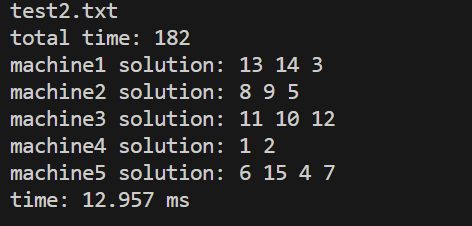 test2.txt
total time: 182
machine1 solution: 13 14 3
machine2 solution: 8 9 5
machine3 solution: 11 10 12
machine4 solution: 1 2
machine5 solution: 6 15 4 7
time: 12.957 ms